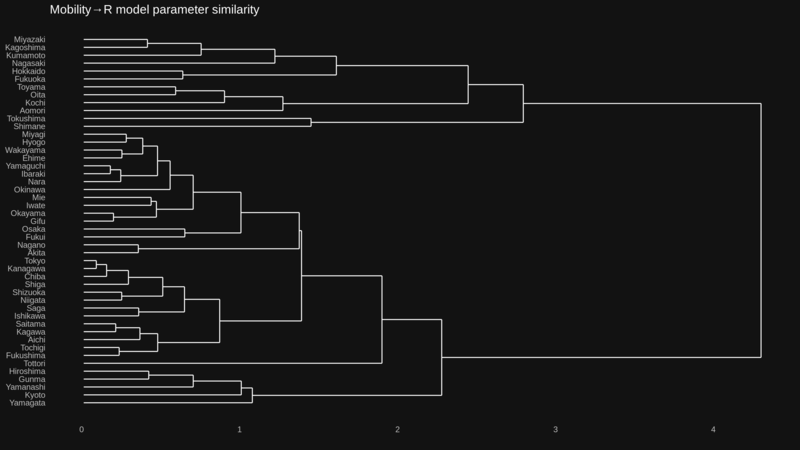 Mobility→R model parameter similarity
Miyazaki
Kagoshima
Kumamoto
Nagasaki
Hokkaido
Fukuoka
Toyama
Oita
Kochi
Aomori
Tokushima
Shimane
Miyagi
Hyogo
Wakayama
Ehime
Yamaguchi
Ibaraki
Nara
Okinawa
Mie
Iwate
Okayama
Gifu
Osaka
Fukui
Nagano
Akita
Tokyo
Kanagawa
Chiba
Shiga
Shizuoka
Niigata
Saga
Ishikawa
Saitama
Kagawa
Aichi
Tochigi
Fukushima
Tottori
Hiroshima
Gunma
Yamanashi
Kyoto
Yamagata
0 1 2 3 4